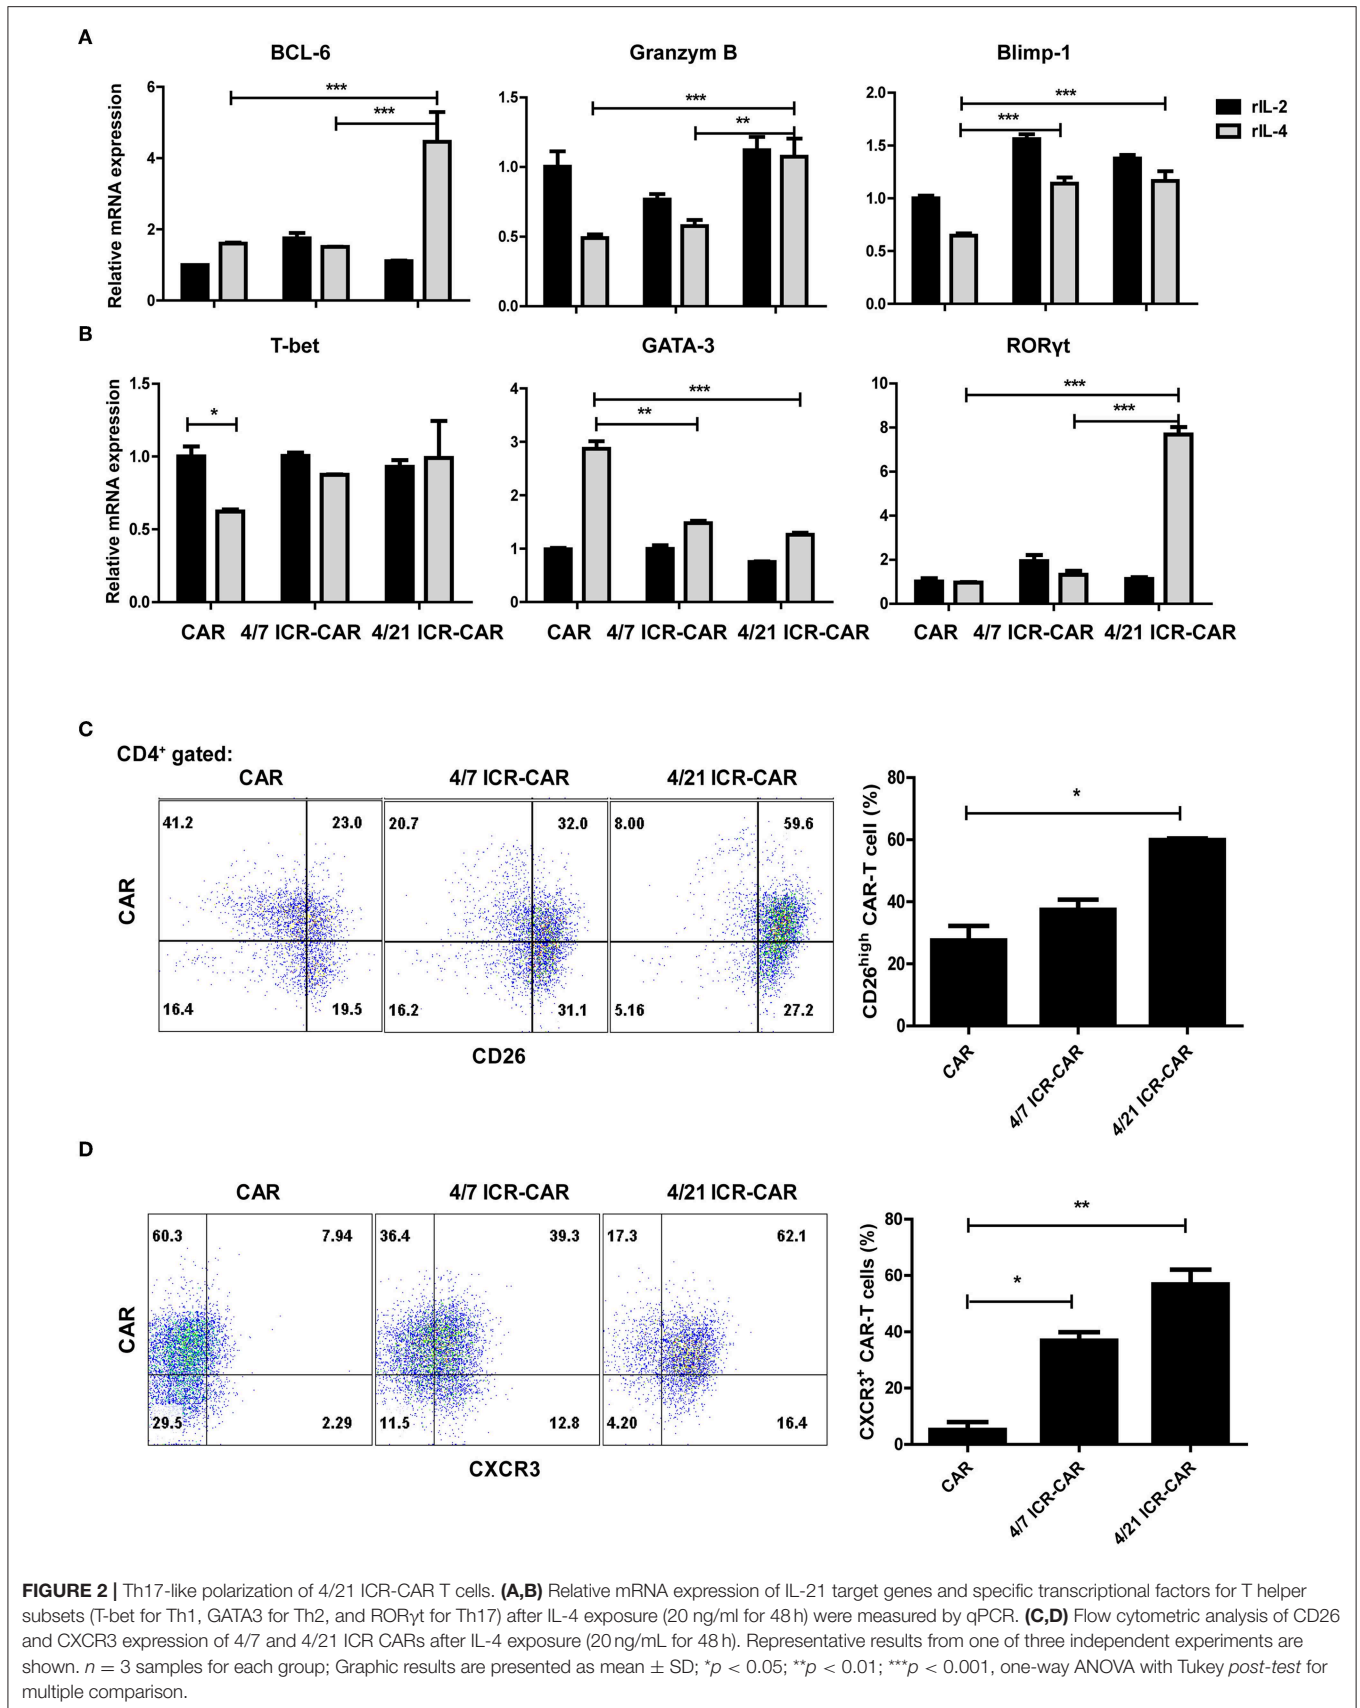 A
BCL-6
Granzym B
Blimp-1
Relative mRNA expression
6
4
2
0
***
***
1.5
1.0
0.5
0.0
***
**
2.0
1.5
1.0
0.5
0.0
***
***
rIL-2
rIL-4
B
T-bet
GATA-3
RORγt
Relative mRNA expression
1.5
1.0
0.5
0.0
*
4
3
2
1
0
***
**
10
8
6
4
2
0
***
***
CAR 4/7 ICR-CAR 4/21 ICR-CAR
CAR 4/7 ICR-CAR 4/21 ICR-CAR
CAR 4/7 ICR-CAR 4/21 ICR-CAR
C
CD4⁺ gated:
CAR
4/7 ICR-CAR
4/21 ICR-CAR
CAR
41.2 23.0
16.4 19.5
20.7 32.0
16.2 31.1
8.00 59.6
5.16 27.2
CD26
CD26ʰⁱᵍʰ CAR-T cell (%)
80
60
40
20
0
*
CAR
4/7 ICR-CAR
4/21 ICR-CAR
D
CAR
4/7 ICR-CAR
4/21 ICR-CAR
CAR
60.3 7.94
29.5 2.29
36.4 39.3
11.5 12.8
17.3 62.1
4.20 16.4
CXCR3
CXCR3⁺ CAR-T cells (%)
80
60
40
20
0
**
*
CAR
4/7 ICR-CAR
4/21 ICR-CAR
FIGURE 2 | Th17-like polarization of 4/21 ICR-CAR T cells. (A,B) Relative mRNA expression of IL-21 target genes and specific transcriptional factors for T helper
subsets (T-bet for Th1, GATA3 for Th2, and RORγt for Th17) after IL-4 exposure (20 ng/ml for 48 h) were measured by qPCR. (C,D) Flow cytometric analysis of CD26
and CXCR3 expression of 4/7 and 4/21 ICR CARs after IL-4 exposure (20 ng/mL for 48 h). Representative results from one of three independent experiments are
shown. n = 3 samples for each group; Graphic results are presented as mean ± SD; *p < 0.05; **p < 0.01; ***p < 0.001, one-way ANOVA with Tukey post-test for
multiple comparison.